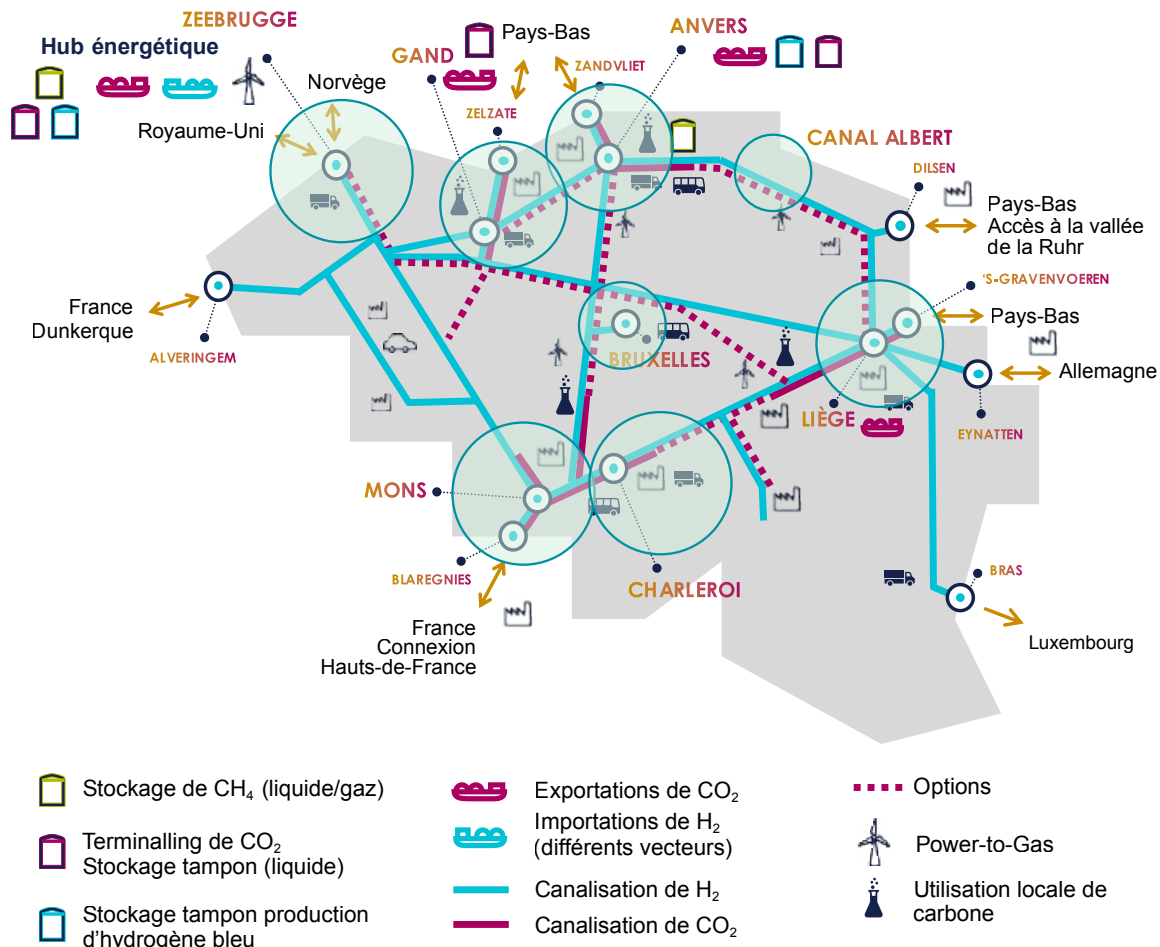 ZEEBRUGGE
Hub énergétique
Norvège
Royaume-Uni
GAND
Pays-Bas
ZELZATE
ZANDVLIET
ANVERS
CANAL ALBERT
DILSEN
Pays-Bas
Accès à la vallée
de la Ruhr
'S-GRAVENVOEREN
Pays-Bas
Allemagne
EYNATTEN
France
Dunkerque
ALVERINGEM
BRUXELLES
LIÈGE
MONS
BLAREGNIES
CHARLEROI
France
Connexion
Hauts-de-France
BRAS
Luxembourg
Stockage de CH₄ (liquide/gaz)
Terminalling de CO₂
Stockage tampon (liquide)
Stockage tampon production
d'hydrogène bleu
Exportations de CO₂
Importations de H₂
(différents vecteurs)
Canalisation de H₂
Canalisation de CO₂
Options
Power-to-Gas
Utilisation locale de
carbone